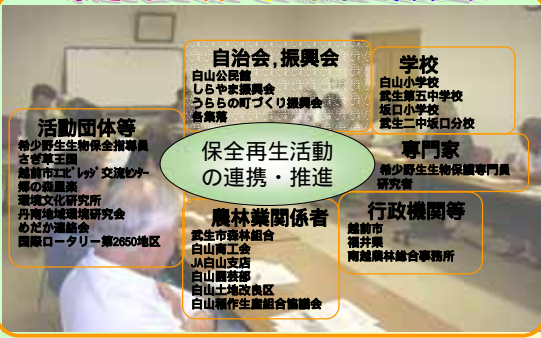 自治会,振興会
白山公民館
しらやま振興会
うららの町づくり振興会
各集落
学校
白山小学校
武生第五中学校
坂口小学校
武生二中坂口分校
活動団体等
希少野生生物保全指導員
さぎ草王国
越前市エコビレッジ交流センター
郷の森里楽
環境文化研究所
丹南地域環境研究会
めだか連絡会
国際ロータリー第2650地区
保全再生活動
の連携・推進
専門家
希少野生生物保護専門員
研究者
農林業関係者
武生市森林組合
白山商工会
JA白山支店
白山園芸部
白山土地改良区
白山稲作生産組合協議会
行政機関等
越前市
福井県
南越農林総合事務所